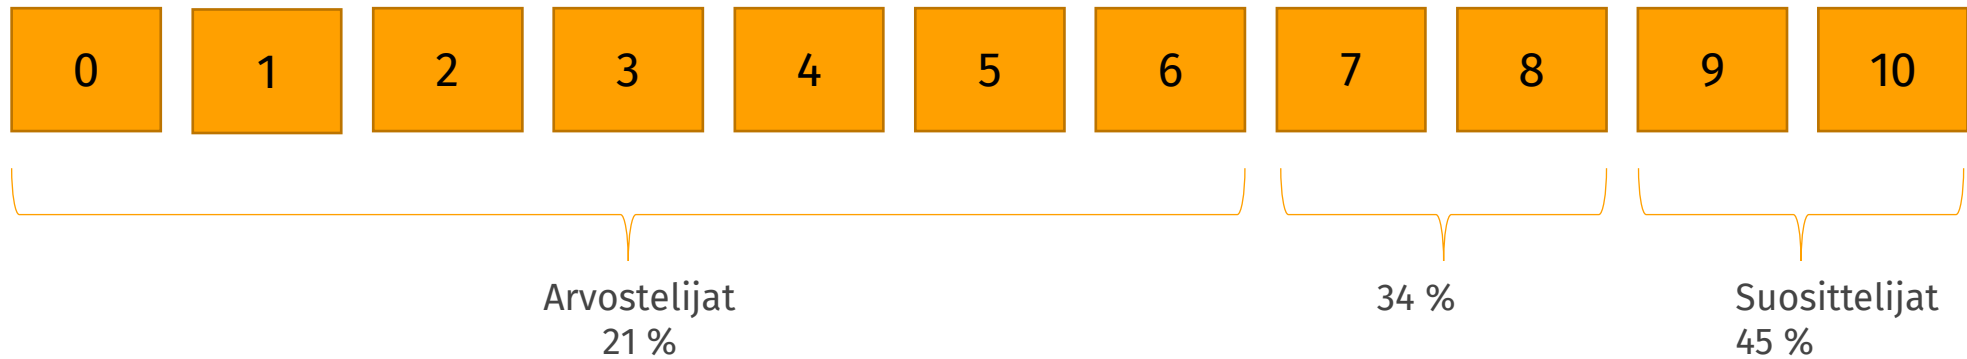 0 1 2 3 4 5 6 7 8 9 10
Arvostelijat 34 % Suosittelijat
21 % 45 %